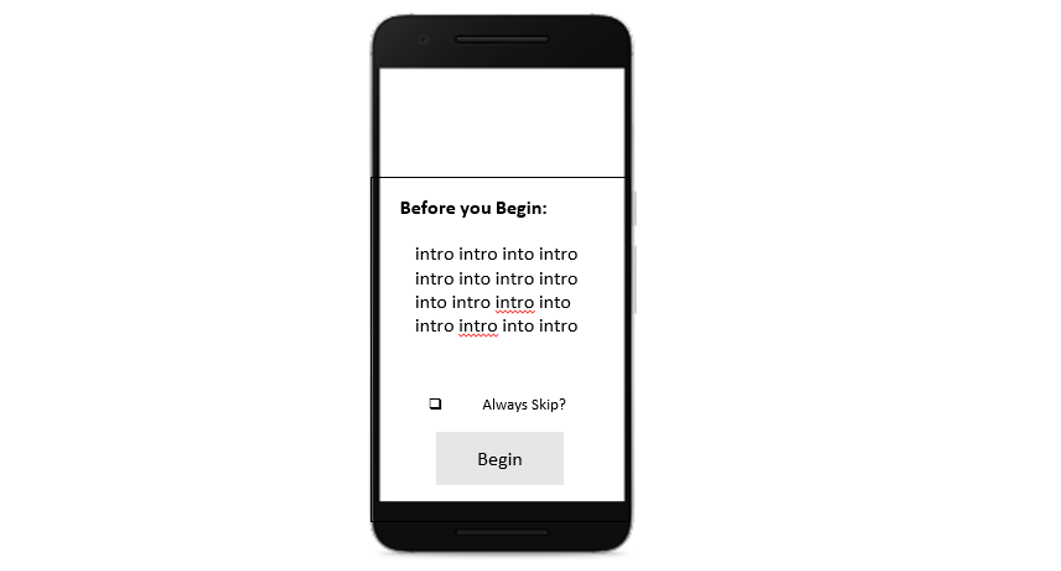 Before you Begin:
intro intro into intro
intro into intro intro
into intro intro into
intro intro into intro
Always Skip?
Begin